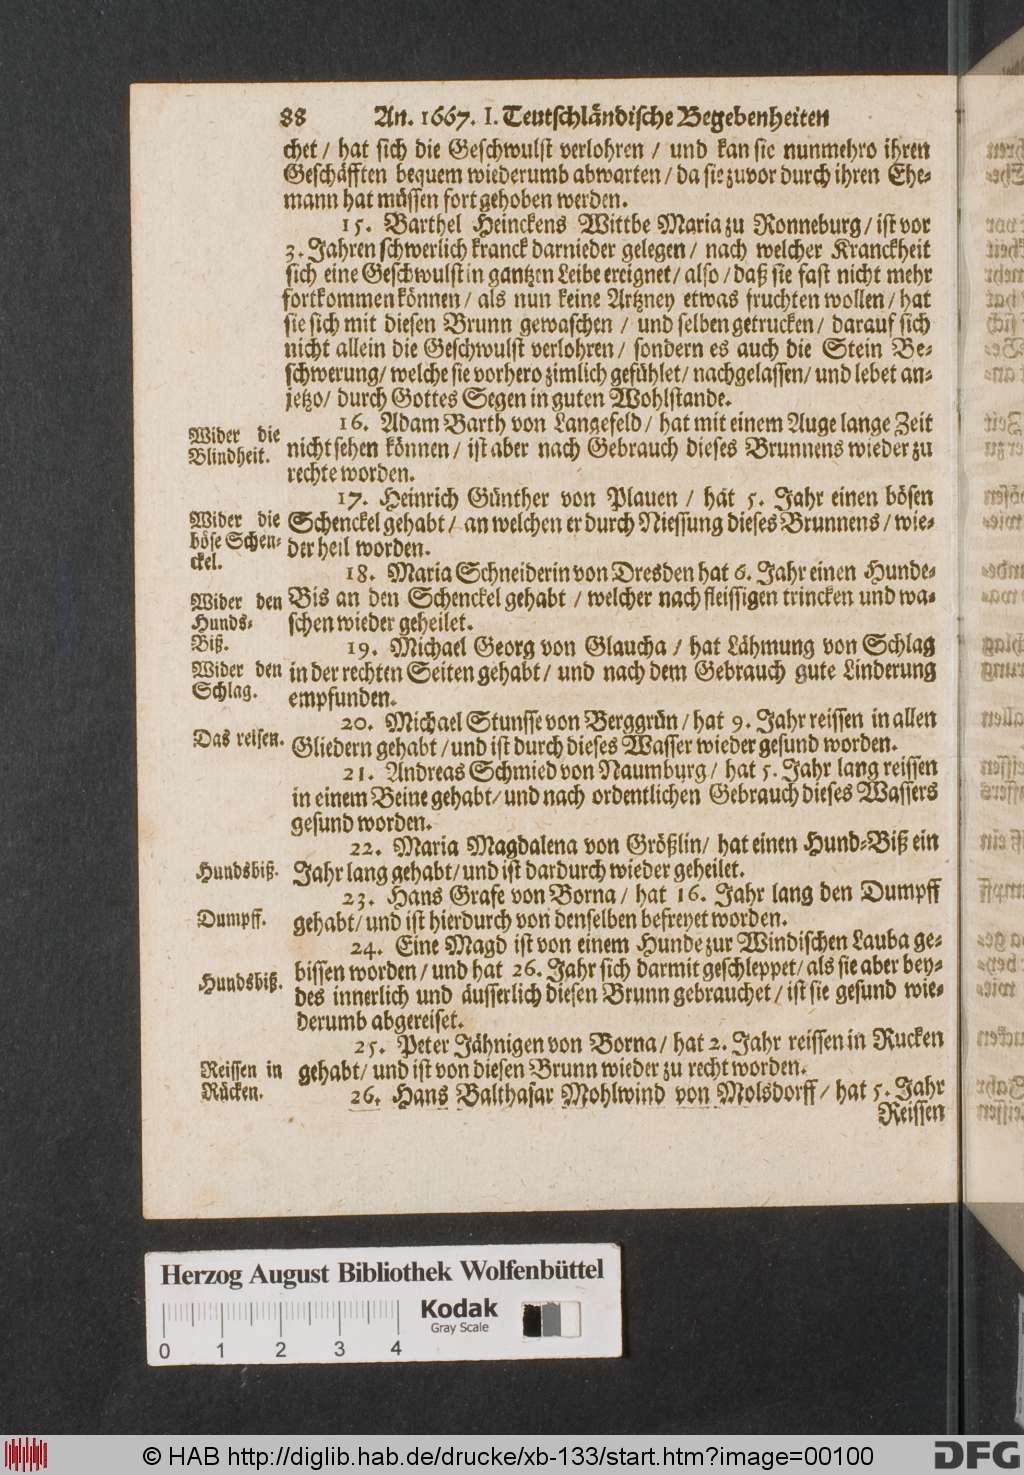 88 An. 1667. I. Teutschländische Begebenheiten
chet / hat sich die Geschwulst verlohren / und kan sie nunmehro ihren
Geschäfften bequem wiederumb abwarten / da sie zuvor durch ihren Ehe-
mann hat müssen fort gehoben werden.
15. Barthel Heinckens Wittbe Maria zu Ronneburg / ist vor
3. Jahren schwerlich kranck darnieder gelegen / nach welcher Kranckheit
sich eine Geschwulst in gantzen Leibe ereignet / also / daß sie fast nicht mehr
fortkommen können / als nun keine Artzney etwas fruchten wollen / hat
sie sich mit diesen Brunn gewaschen / und selben getrucken / darauf sich
nicht allein die Geschwulst verlohren / sondern es auch die Stein Be-
schwerung / welche sie vorhero zimlich gefühlet / nachgelassen / und lebet an-
jetzo / durch Gottes Segen in guten Wohlstande.
Wider die
Blindheit.
16. Adam Barth von Langefeld / hat mit einem Auge lange Zeit
nicht sehen können / ist aber nach Gebrauch dieses Brunnens wieder zu
rechte worden.
Wider die
böse Schen-
ckel.
17. Heinrich Günther von Plauen / hat 5. Jahr einen bösen
Schenckel gehabt / an welchen er durch Niessung dieses Brunnens / wie-
der heil worden.
Wider den
Hunds-
Biß.
18. Maria Schneiderin von Dresden hat 6. Jahr einen Hunde-
Bis an den Schenckel gehabt / welcher nach fleissigen trincken und wa-
schen wieder geheilet.
Wider den
Schlag.
19. Michael Georg von Glaucha / hat Lähmung von Schlag
in der rechten Seiten gehabt / und nach dem Gebrauch gute Linderung
empfunden.
Das reisen.
20. Michael Stunsse von Berggrün / hat 9. Jahr reissen in allen
Gliedern gehabt / und ist durch dieses Wasser wieder gesund worden.
21. Andreas Schmied von Naumburg / hat 5. Jahr lang reissen
in einem Beine gehabt / und nach ordentlichen Gebrauch dieses Wassers
gesund worden.
Hundsbiß.
22. Maria Magdalena von Größlin / hat einen Hund-Biß ein
Jahr lang gehabt / und ist dardurch wieder geheilet.
Dumpff.
23. Hans Grafe von Borna / hat 16. Jahr lang den Dumpff
gehabt / und ist hierdurch von denselben befreyet worden.
Hundsbiß.
24. Eine Magd ist von einem Hunde zur Windischen Lauba ge-
bissen worden / und hat 26. Jahr sich darmit geschleppet / als sie aber bey-
des innerlich und äusserlich diesen Brunn gebrauchet / ist sie gesund wie-
derumb abgereiset.
Reissen in
Rücken.
25. Peter Jähnigen von Borna / hat 2. Jahr reissen in Rucken
gehabt / und ist von diesen Brunn wieder zu recht worden.
26. Hans Balthasar Mohlwind von Molsdorff / hat 5. Jahr
Reissen
Herzog August Bibliothek Wolfenbüttel
Kodak
Gray Scale
0 1 2 3 4
© HAB http://diglib.hab.de/drucke/xb-133/start.htm?image=00100
DFG